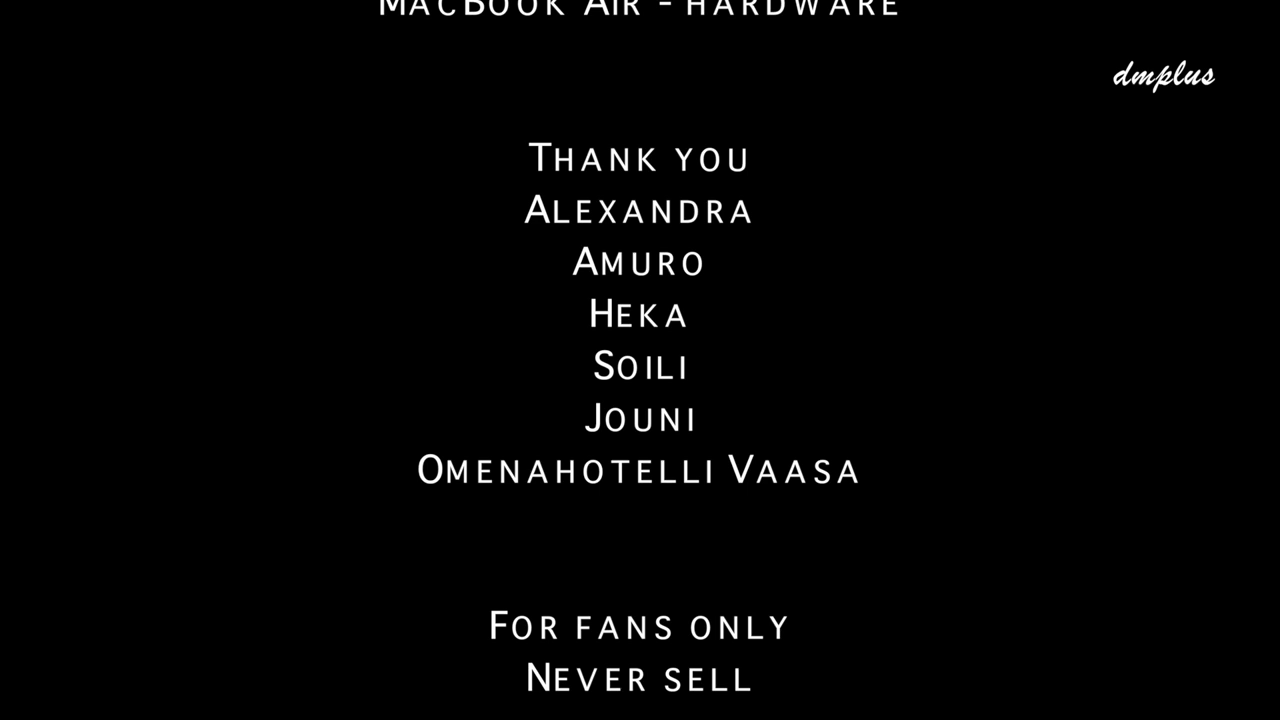 MacBook Air - hardware
dmplus
Thank you
Alexandra
Amuro
Heka
Soili
Jouni
Omenahotelli Vaasa
For fans only
Never sell